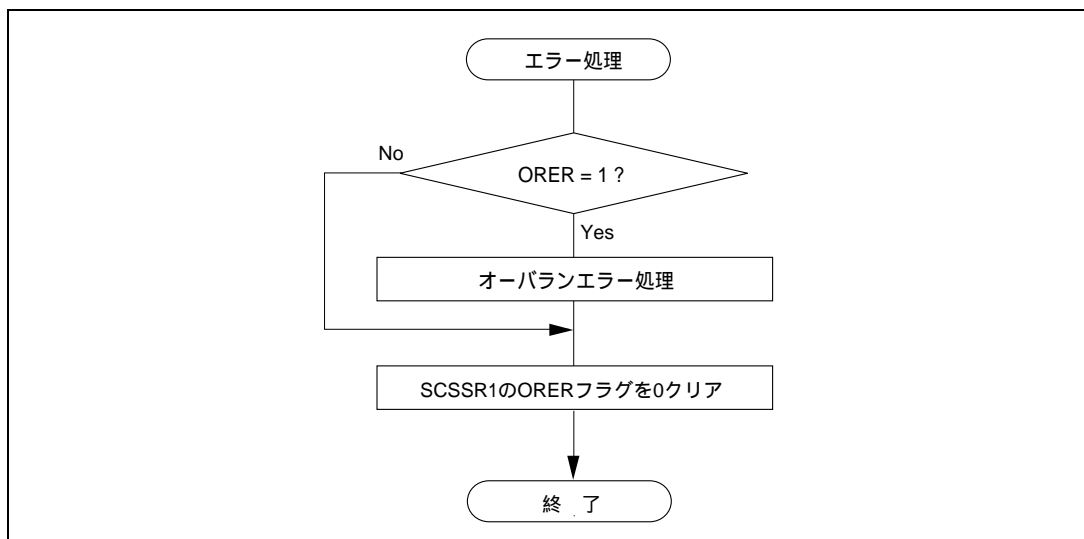 エラー処理
No
ORER = 1 ?
Yes
オーバランエラー処理
SCSSR1のORERフラグを0クリア
終 了